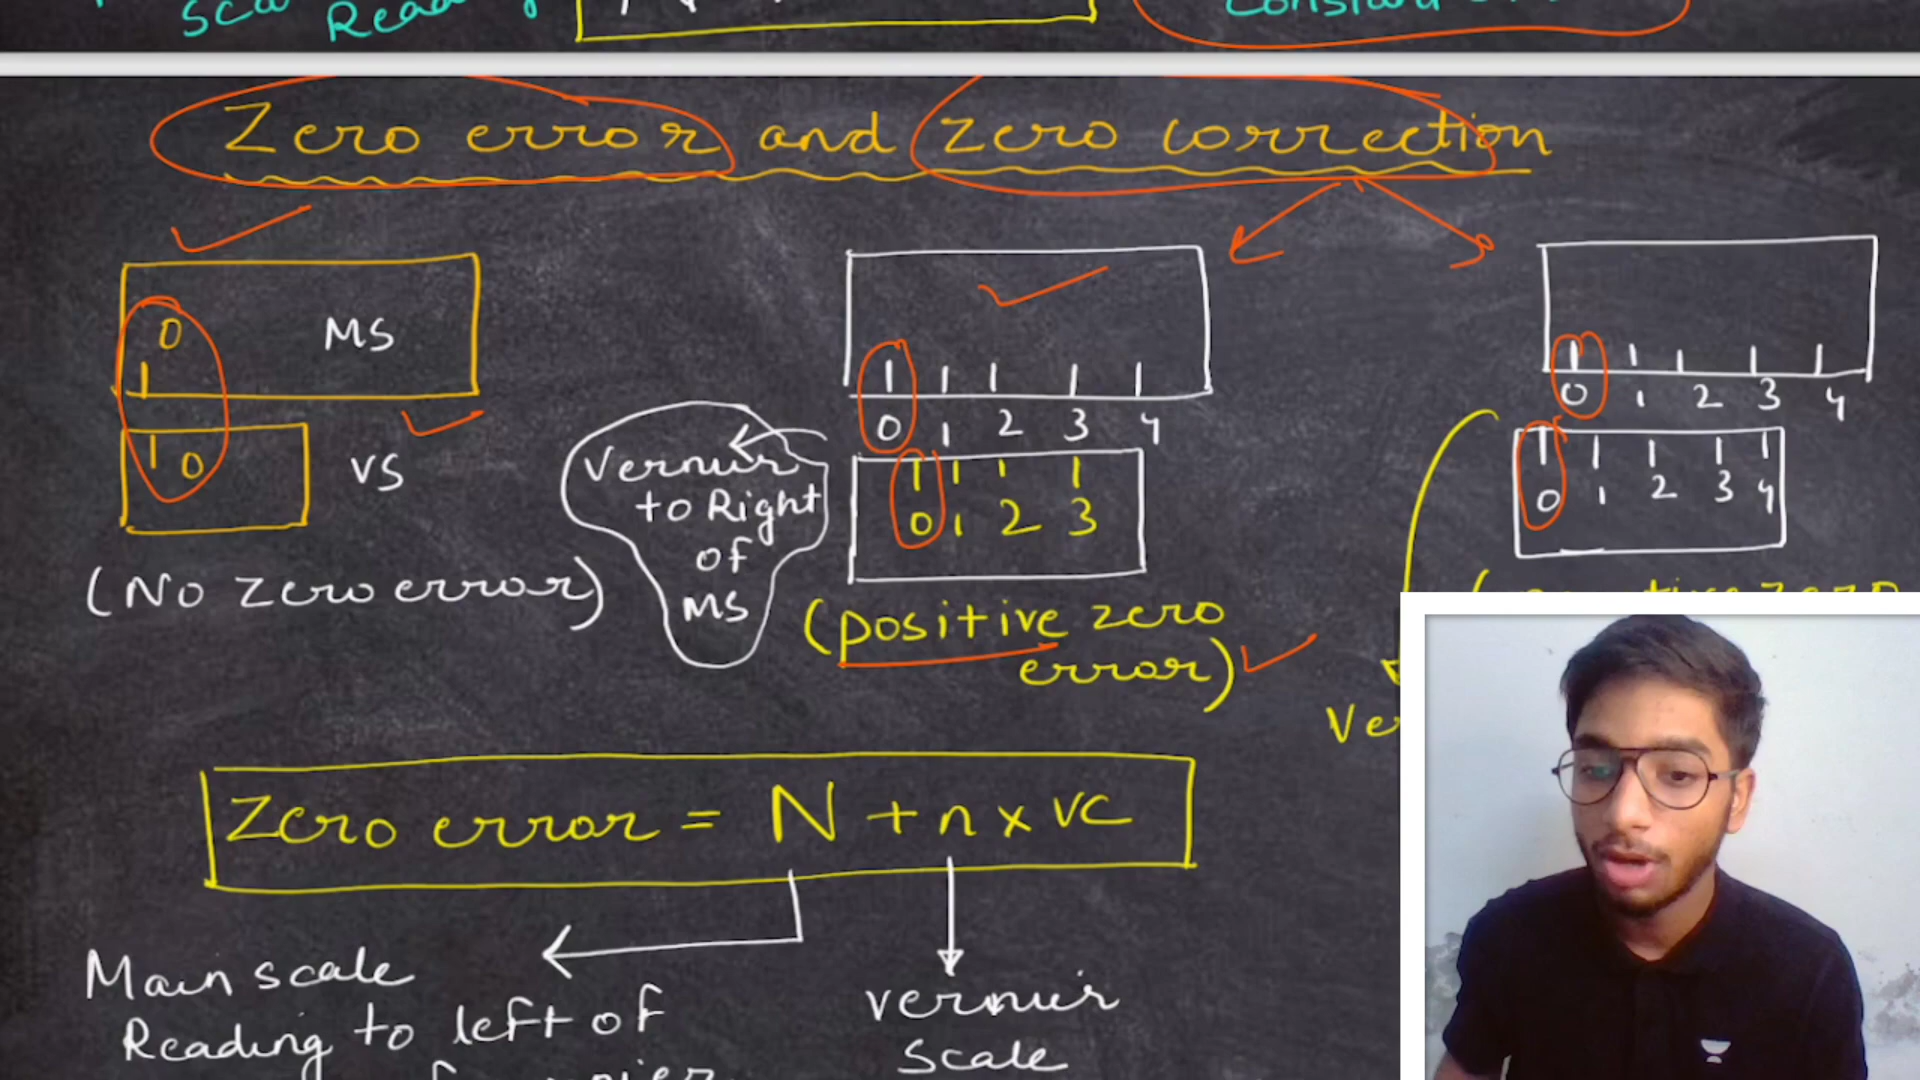 Zero error and zero correction
0
MS
0
VS
(No zero error)
Vernier
to Right
of
MS
0 1 2 3 4
0 1 2 3
(positive zero
error)
0 1 2 3 4
0 1 2 3 4
Zero error = N + n x VC
Main scale
Reading to left of
vernier
scale